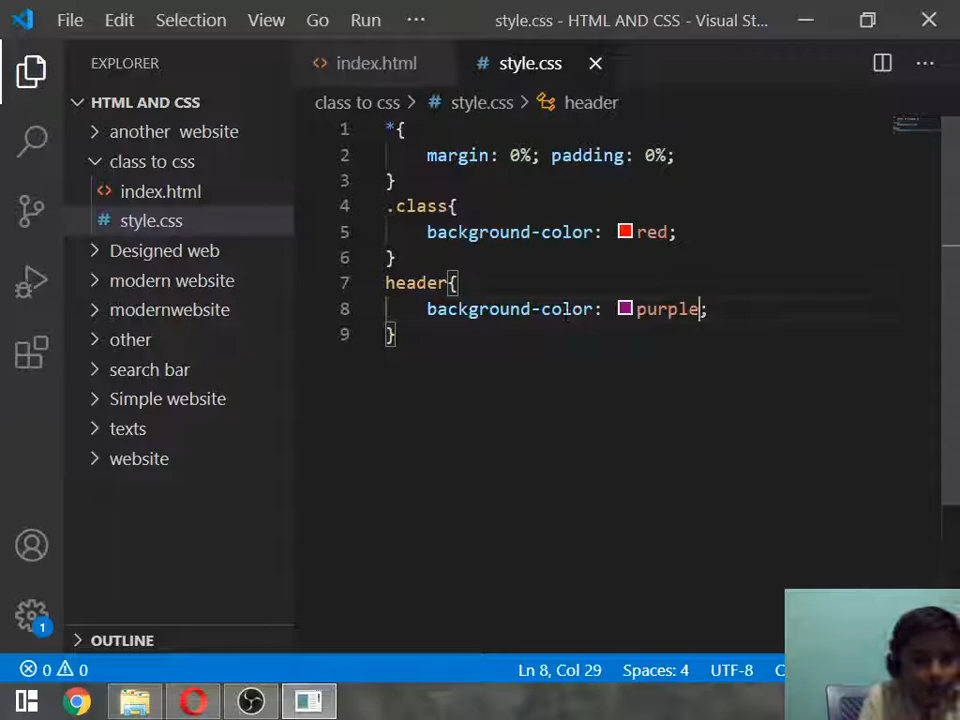 File Edit Selection View Go Run ··· style.css - HTML AND CSS - Visual St...
EXPLORER
HTML AND CSS
another website
class to css
index.html
style.css
Designed web
modern website
modernwebsite
other
search bar
Simple website
texts
website
OUTLINE
index.html style.css
class to css > # style.css > header
1 *{
2 margin: 0%; padding: 0%;
3 }
4 .class{
5 background-color: red;
6 }
7 header{
8 background-color: purple;
9 }
1
0 0 Ln 8, Col 29 Spaces: 4 UTF-8